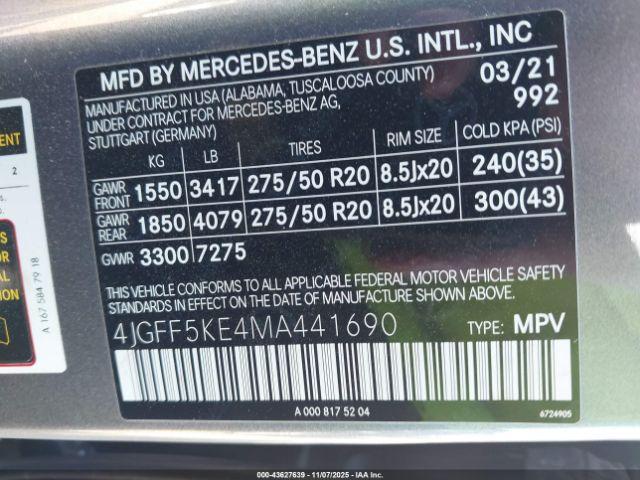 MFD BY MERCEDES-BENZ U.S. INTL., INC
MANUFACTURED IN USA (ALABAMA, TUSCALOOSA COUNTY) 03/21
UNDER CONTRACT FOR MERCEDES-BENZ AG, 992
STUTTGART (GERMANY)
KG LB TIRES RIM SIZE COLD KPA (PSI)
GAWR FRONT 1550 3417 275/50 R20 8.5Jx20 240(35)
GAWR REAR 1850 4079 275/50 R20 8.5Jx20 300(43)
GVWR 3300 7275
THIS VEHICLE CONFORMS TO ALL APPLICABLE FEDERAL MOTOR VEHICLE SAFETY
STANDARDS IN EFFECT ON THE DATE OF MANUFACTURE SHOWN ABOVE.
4JGFF5KE4MA441690 TYPE: MPV
A 000 817 52 04
6724905
2
A 167 584 79 18
000-43627639 - 11/07/2025 - IAAI.CA